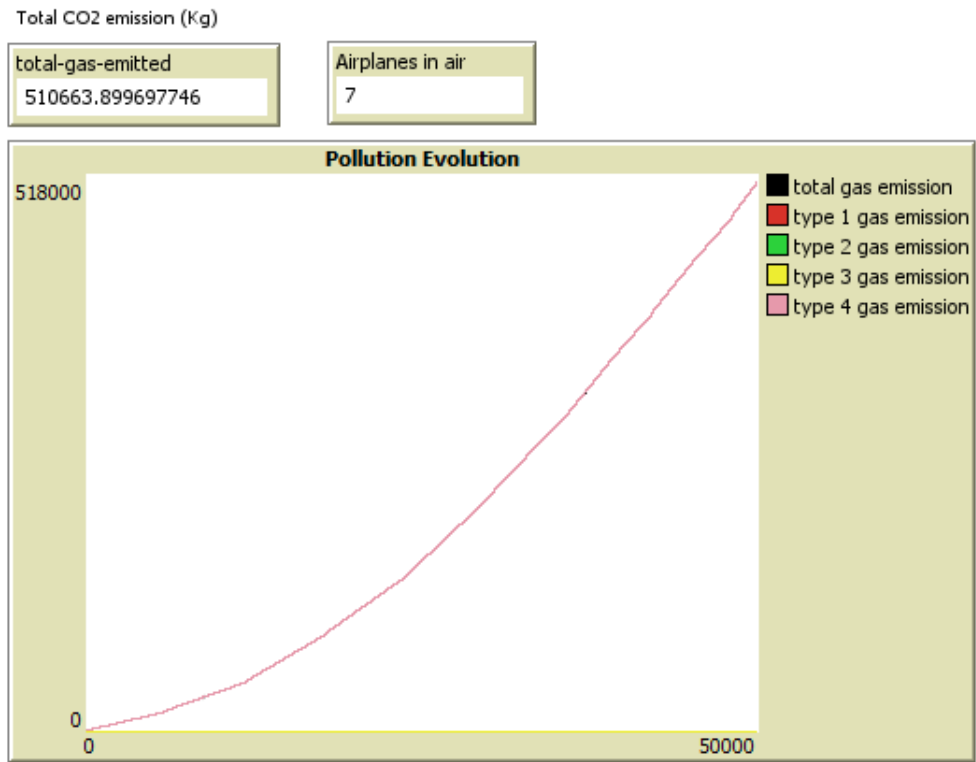 Total CO2 emission (Kg)
total-gas-emitted
510663.899697746
Airplanes in air
7
Pollution Evolution
518000
0
0
50000
total gas emission
type 1 gas emission
type 2 gas emission
type 3 gas emission
type 4 gas emission